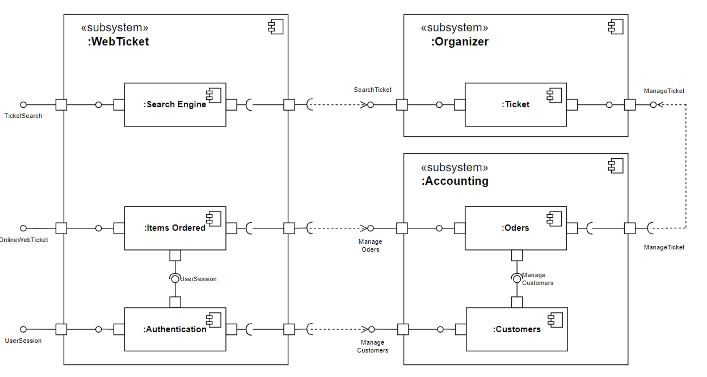 «subsystem»
:WebTicket
«subsystem»
:Organizer
:Search Engine
SearchTicket
:Ticket
ManageTicket
TicketSearch
«subsystem»
:Accounting
:Items Ordered
:Oders
OnlineWebTicket
Manage
Oders
ManageTicket
UserSession
Manage
Customers
:Authentication
:Customers
UserSession
Manage
Customers